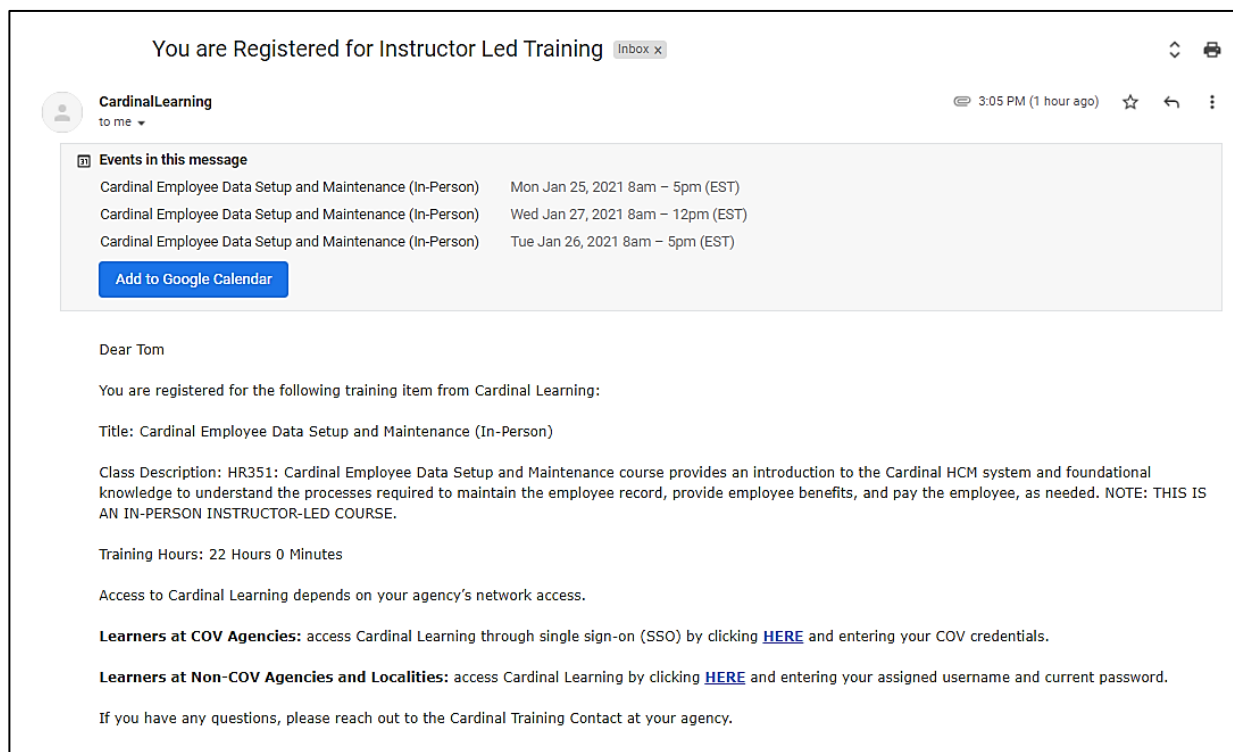 You are Registered for Instructor Led Training Inbox x
CardinalLearning 3:05 PM (1 hour ago)
to me
31 Events in this message
Cardinal Employee Data Setup and Maintenance (In-Person) Mon Jan 25, 2021 8am – 5pm (EST)
Cardinal Employee Data Setup and Maintenance (In-Person) Wed Jan 27, 2021 8am – 12pm (EST)
Cardinal Employee Data Setup and Maintenance (In-Person) Tue Jan 26, 2021 8am – 5pm (EST)
Add to Google Calendar
Dear Tom
You are registered for the following training item from Cardinal Learning:
Title: Cardinal Employee Data Setup and Maintenance (In-Person)
Class Description: HR351: Cardinal Employee Data Setup and Maintenance course provides an introduction to the Cardinal HCM system and foundational
knowledge to understand the processes required to maintain the employee record, provide employee benefits, and pay the employee, as needed. NOTE: THIS IS
AN IN-PERSON INSTRUCTOR-LED COURSE.
Training Hours: 22 Hours 0 Minutes
Access to Cardinal Learning depends on your agency's network access.
Learners at COV Agencies: access Cardinal Learning through single sign-on (SSO) by clicking HERE and entering your COV credentials.
Learners at Non-COV Agencies and Localities: access Cardinal Learning by clicking HERE and entering your assigned username and current password.
If you have any questions, please reach out to the Cardinal Training Contact at your agency.